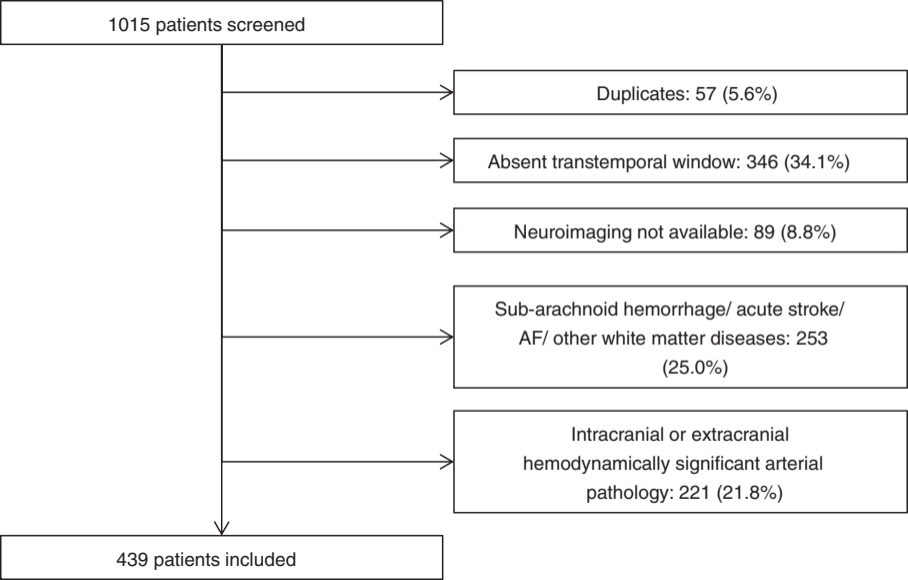 1015 patients screened
Duplicates: 57 (5.6%)
Absent transtemporal window: 346 (34.1%)
Neuroimaging not available: 89 (8.8%)
Sub-arachnoid hemorrhage/ acute stroke/
AF/ other white matter diseases: 253
(25.0%)
Intracranial or extracranial
hemodynamically significant arterial
pathology: 221 (21.8%)
439 patients included